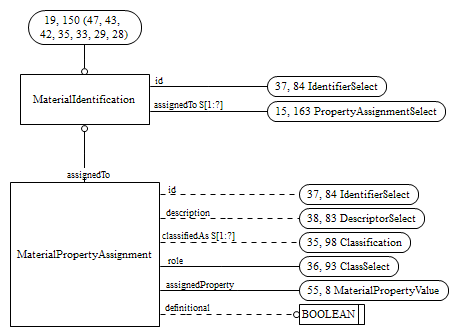 19, 150 (47, 43,
42, 35, 33, 29, 28)
MaterialIdentification
id
37, 84 IdentifierSelect
assignedTo S[1:?]
15, 163 PropertyAssignmentSelect
assignedTo
MaterialPropertyAssignment
id
37, 84 IdentifierSelect
description
38, 83 DescriptorSelect
classifiedAs S[1:?]
35, 98 Classification
role
36, 93 ClassSelect
assignedProperty
55, 8 MaterialPropertyValue
definitional
BOOLEAN